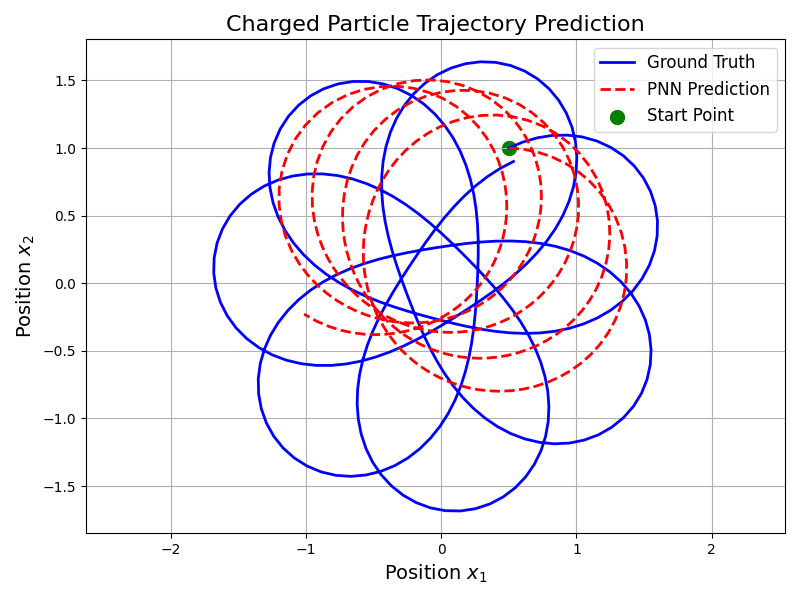 Charged Particle Trajectory Prediction
Ground Truth
PNN Prediction
Start Point
1.5
1.0
0.5
0.0
−0.5
−1.0
−1.5
Position x₂
−2
−1
0
1
2
Position x₁